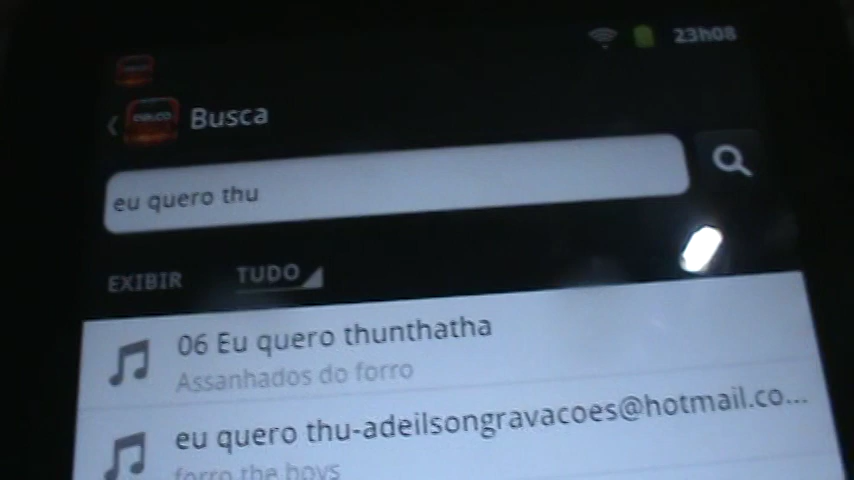 23h08
Busca
eu quero thu
EXIBIR TUDO
06 Eu quero thunthatha
Assanhados do forro
eu quero thu-adeilsongravacoes@hotmail.co...
forro the boys